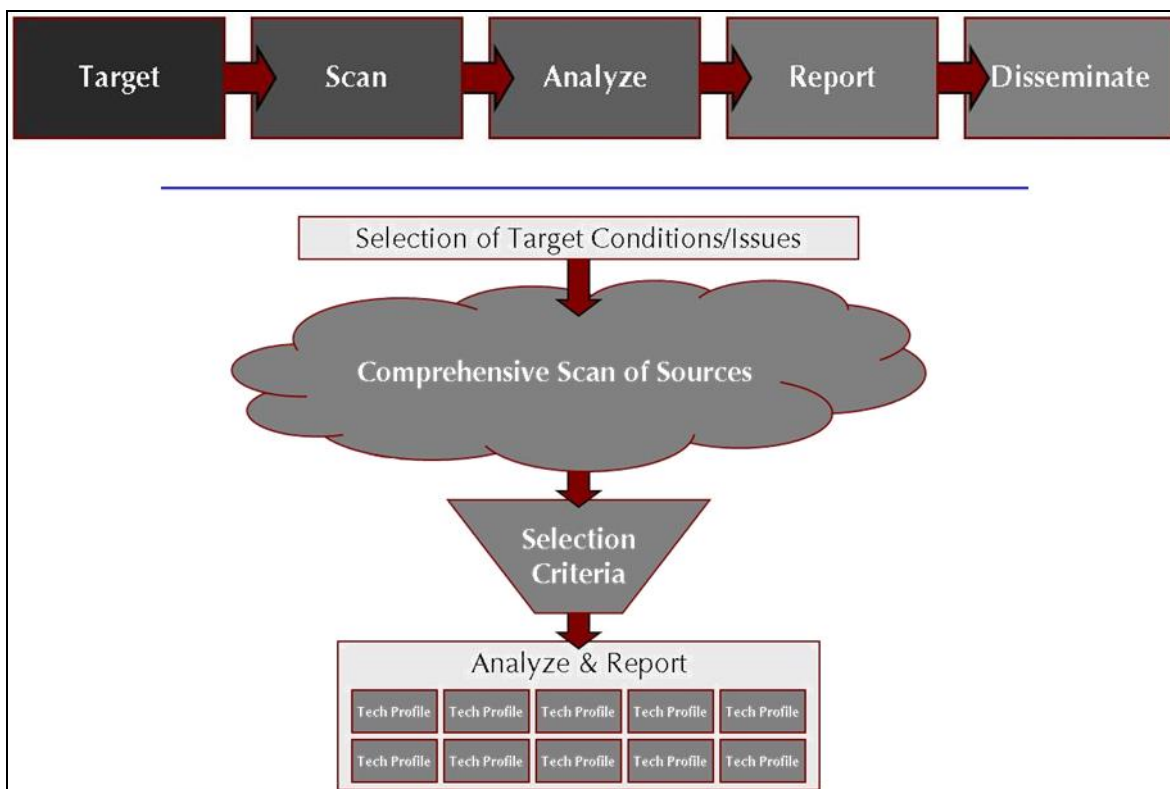 Target
Scan
Analyze
Report
Disseminate
Selection of Target Conditions/Issues
Comprehensive Scan of Sources
Selection
Criteria
Analyze & Report
Tech Profile
Tech Profile
Tech Profile
Tech Profile
Tech Profile
Tech Profile
Tech Profile
Tech Profile
Tech Profile
Tech Profile